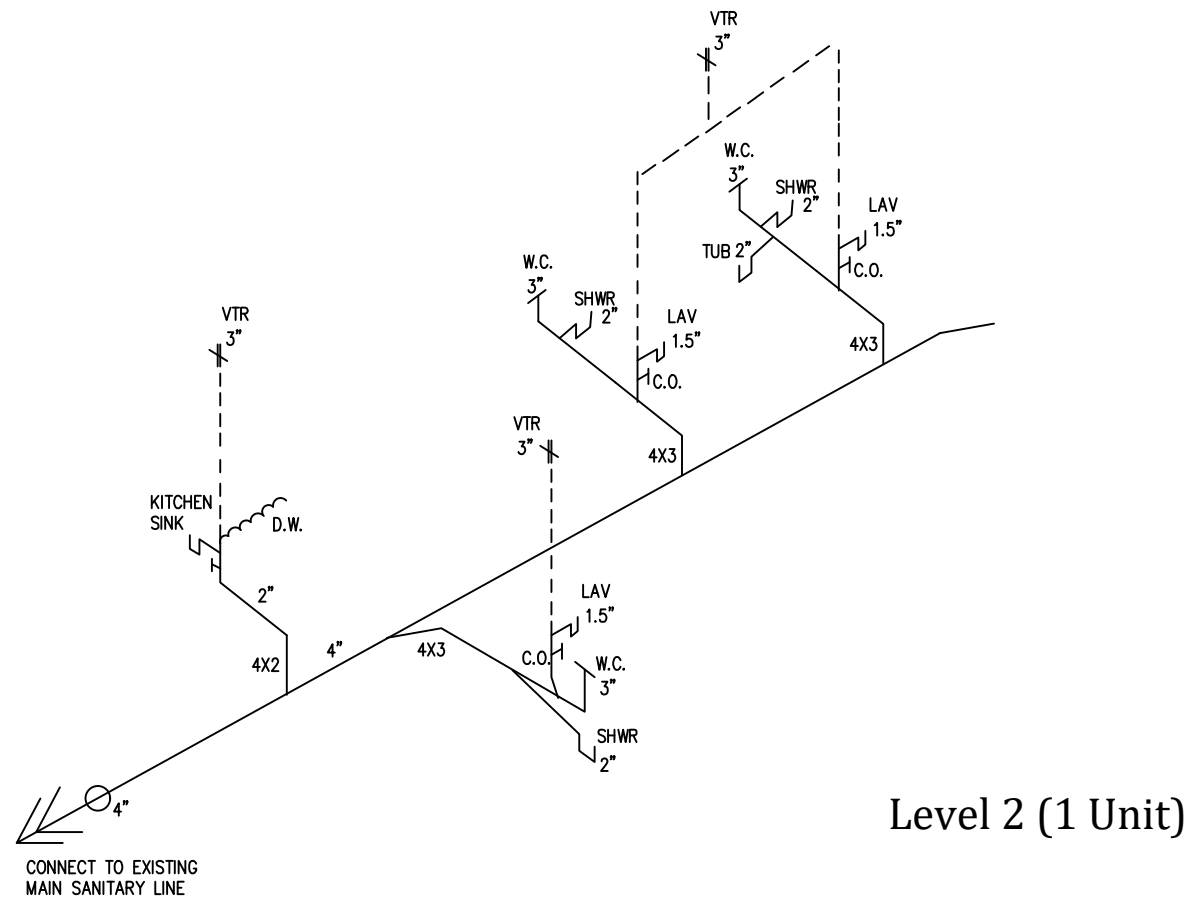 VTR
3"
W.C.
3"
SHWR
2"
LAV
1.5"
TUB 2"
C.O.
4X3
W.C.
3"
SHWR
2"
LAV
1.5"
C.O.
4X3
VTR
3"
VTR
3"
KITCHEN
SINK
D.W.
2"
4X2
4"
4X3
LAV
1.5"
C.O.
W.C.
3"
SHWR
2"
4"
CONNECT TO EXISTING
MAIN SANITARY LINE
Level 2 (1 Unit)